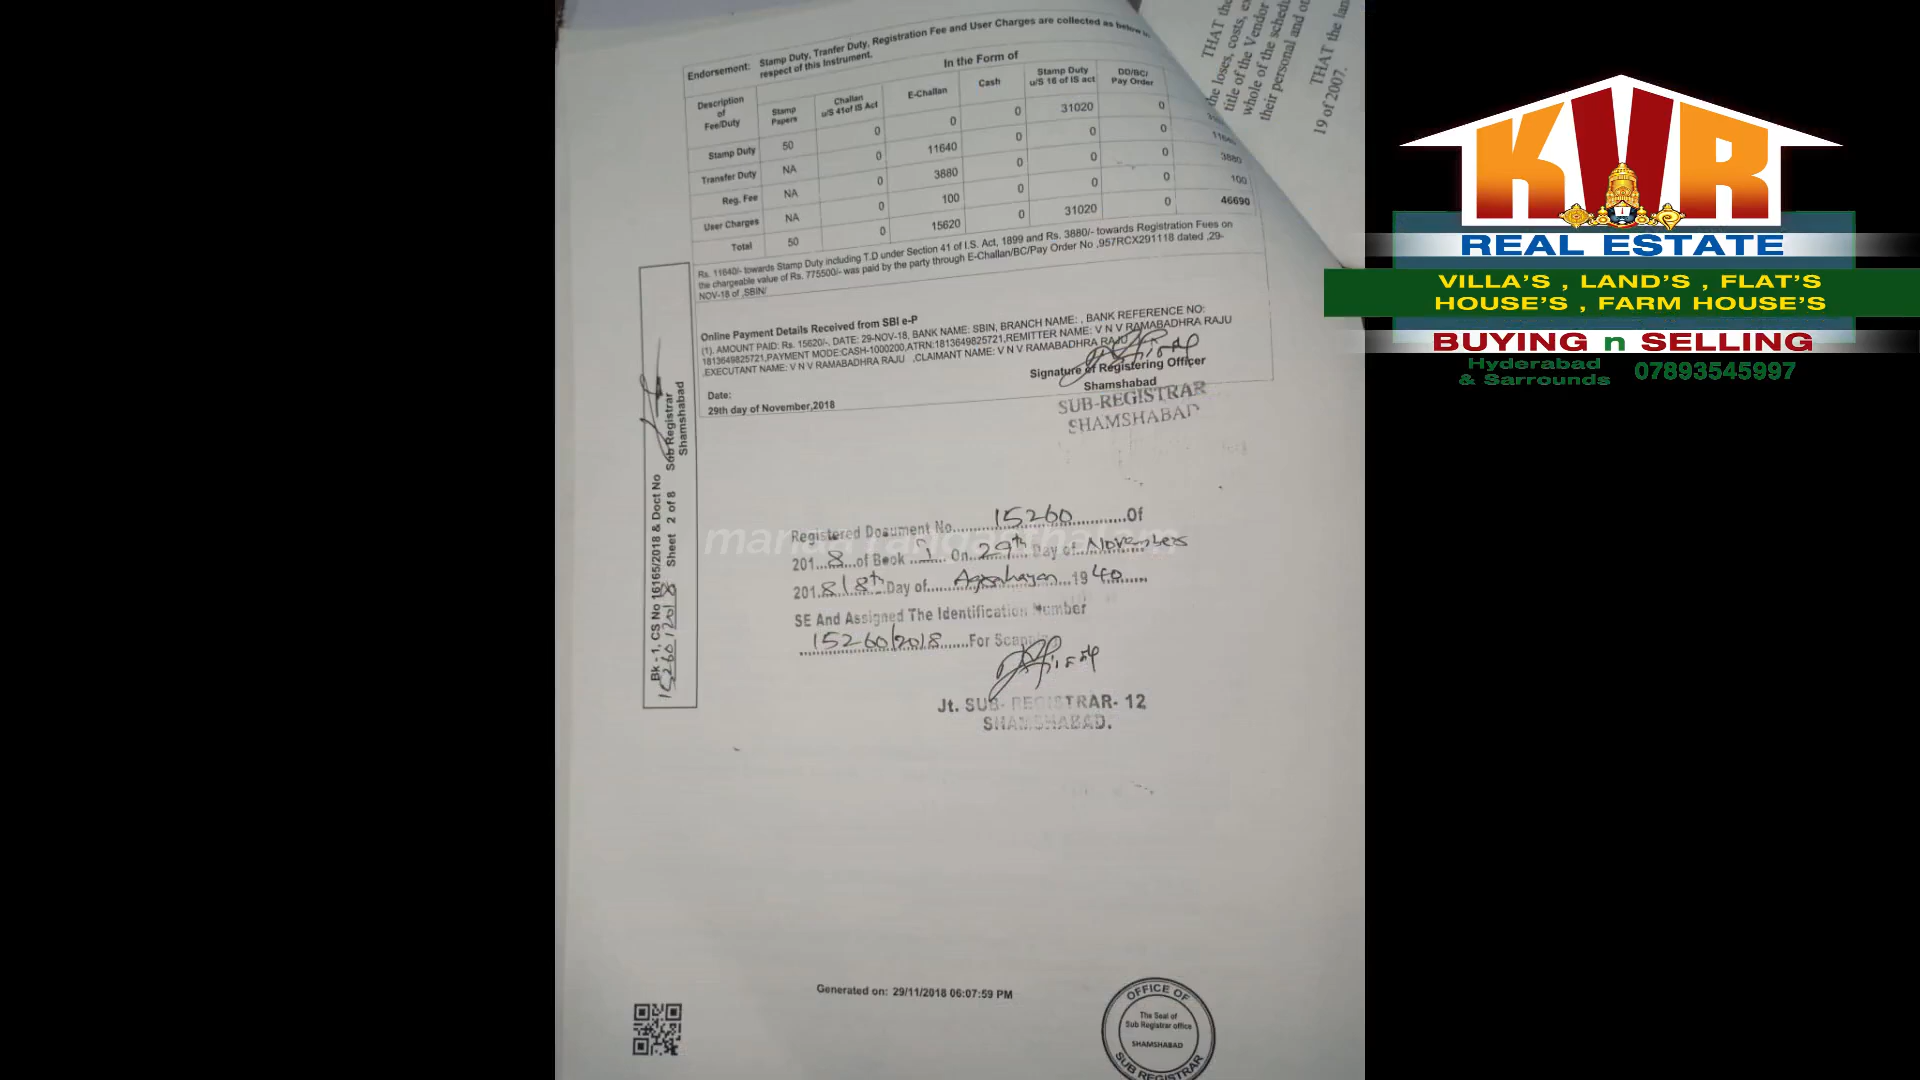 Endorsement: Stamp Duty, Tranfer Duty, Registration Fee and User Charges are collected as below in
respect of this Instrument.
In the Form of
Description
of
Fee/Duty
Stamp
Papers
Challan
u/S 41of IS Act
E-Challan
Cash
Stamp Duty
u/S 16 of IS act
DD/BC/
Pay Order
Stamp Duty 50 0 0 0 31020 0
Transfer Duty NA 0 11640 0 0 0 11640
Reg. Fee NA 0 3880 0 0 0 3880
User Charges NA 0 100 0 0 0 100
Total 50 0 15620 0 31020 0 46690
Rs. 11640/- towards Stamp Duty including T.D under Section 41 of I.S. Act, 1899 and Rs. 3880/- towards Registration Fees on
the chargeable value of Rs. 775500/- was paid by the party through E-Challan/BC/Pay Order No ,957RCX291118 dated ,29-
NOV-18 of ,SBIN/
Online Payment Details Received from SBI e-P
(1). AMOUNT PAID: Rs. 15620/-, DATE: 29-NOV-18, BANK NAME: SBIN, BRANCH NAME: , BANK REFERENCE NO:
1813649825721,PAYMENT MODE:CASH-1000200,ATRN:1813649825721,REMITTER NAME: V N V RAMABADHRA RAJU
,EXECUTANT NAME: V N V RAMABADHRA RAJU ,CLAIMANT NAME: V N V RAMABADHRA RAJU
Date:
29th day of November,2018
Signature of Registering Officer
Shamshabad
SUB-REGISTRAR
SHAMSHABAD
Bk - 1, CS No 16165/2018 & Doct No
15260/2018 Sheet 2 of 8 Sub Registrar
Shamshabad
Registered Document No. 15260 Of
2018 of Book 1 On 29th Day of November
2018/8th Day of Agrahayan 1940
SE And Assigned The Identification Number
15260/2018 For Scanning
Jt. SUB- REGISTRAR- 12
SHAMSHABAD.
Generated on: 29/11/2018 06:07:59 PM
OFFICE OF
The Seal of
Sub Registrar office
SHAMSHABAD
SUB REGISTRAR
THAT the
the loses, costs, ex
title of the Vendor
whole of the schedu
their personal and ot
THAT the lan
19 of 2007.
KVR
REAL ESTATE
VILLA'S , LAND'S , FLAT'S
HOUSE'S , FARM HOUSE'S
BUYING n SELLING
Hyderabad
& Sarrounds 07893545997